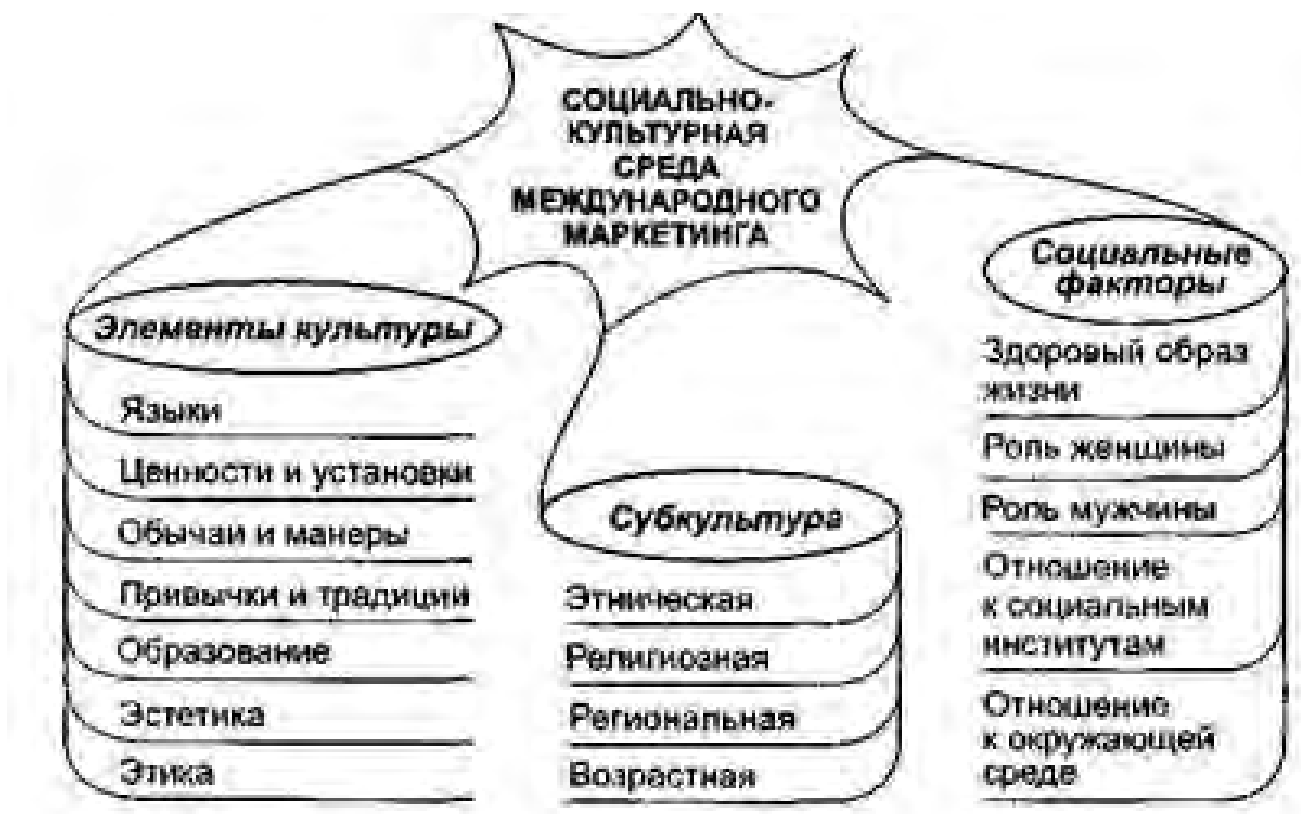 СОЦИАЛЬНО-
КУЛЬТУРНАЯ
СРЕДА
МЕЖДУНАРОДНОГО
МАРКЕТИНГА
Элементы культуры
Языки
Ценности и установки
Обычаи и манеры
Привычки и традиции
Образование
Эстетика
Этика
Субкультура
Этническая
Религиозная
Региональная
Возрастная
Социальные
факторы
Здоровый образ
жизни
Роль женщины
Роль мужчины
Отношение
к социальным
институтам
Отношение
к окружающей
среде